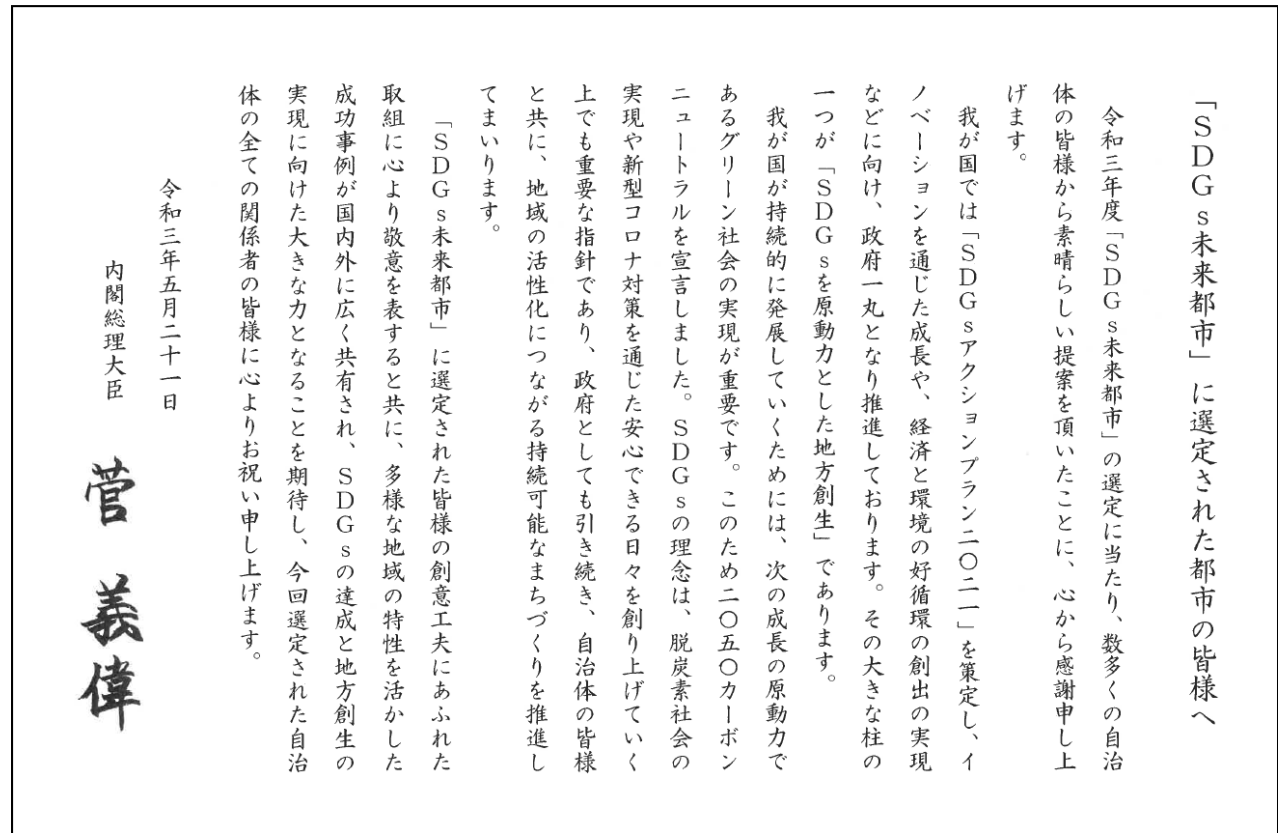 「ＳＤＧｓ未来都市」に選定された都市の皆様へ
令和三年度「ＳＤＧｓ未来都市」の選定に当たり、数多くの自治
体の皆様から素晴らしい提案を頂いたことに、心から感謝申し上
げます。
我が国では「ＳＤＧｓアクションプラン二〇二一」を策定し、イ
ノベーションを通じた成長や、経済と環境の好循環の創出の実現
などに向け、政府一丸となり推進しております。その大きな柱の
一つが「ＳＤＧｓを原動力とした地方創生」であります。
我が国が持続的に発展していくためには、次の成長の原動力で
あるグリーン社会の実現が重要です。このため二〇五〇カーボン
ニュートラルを宣言しました。ＳＤＧｓの理念は、脱炭素社会の
実現や新型コロナ対策を通じた安心できる日々を創り上げていく
上でも重要な指針であり、政府としても引き続き、自治体の皆様
と共に、地域の活性化につながる持続可能なまちづくりを推進し
てまいります。
「ＳＤＧｓ未来都市」に選定された皆様の創意工夫にあふれた
取組に心より敬意を表すると共に、多様な地域の特性を活かした
成功事例が国内外に広く共有され、ＳＤＧｓの達成と地方創生の
実現に向けた大きな力となることを期待し、今回選定された自治
体の全ての関係者の皆様に心よりお祝い申し上げます。
令和三年五月二十一日
内閣総理大臣 菅 義偉